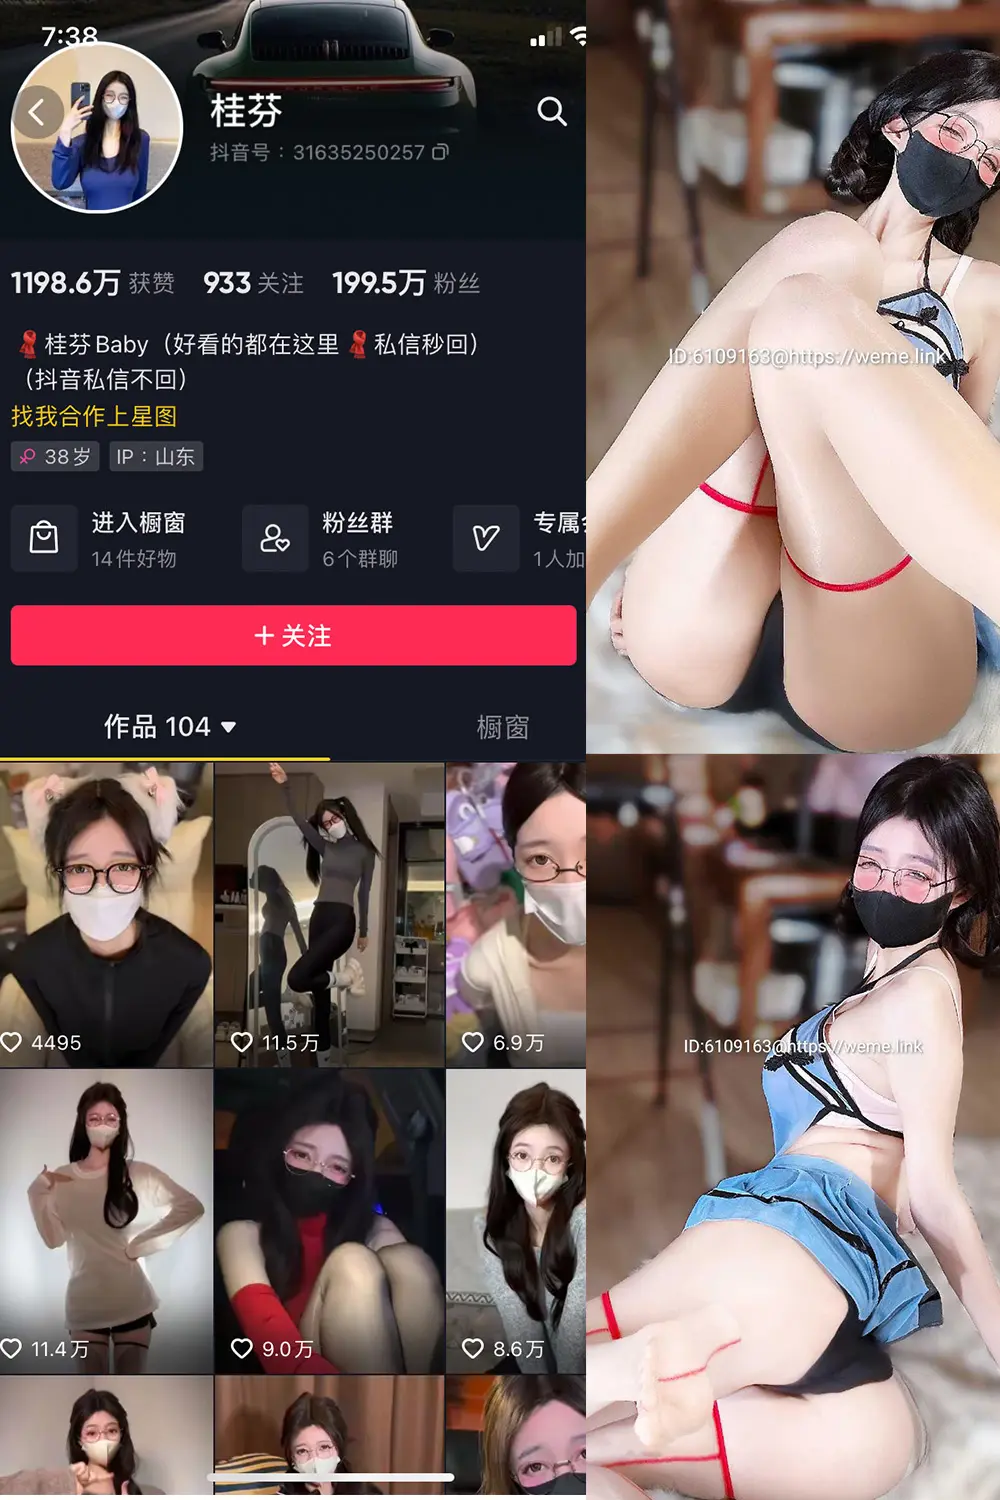 7:38
桂芬
抖音号：31635250257
1198.6万 获赞 933 关注 199.5万 粉丝
🧣桂芬Baby（好看的都在这里🧣私信秒回）
（抖音私信不回）
找我合作上星图
38岁 IP：山东
进入橱窗
14件好物
粉丝群
6个群聊
专属
1人加
+ 关注
作品 104 橱窗
4495
11.5万
6.9万
11.4万
9.0万
8.6万
ID:6109163@https://weme.link
ID:6109163@https://weme.link